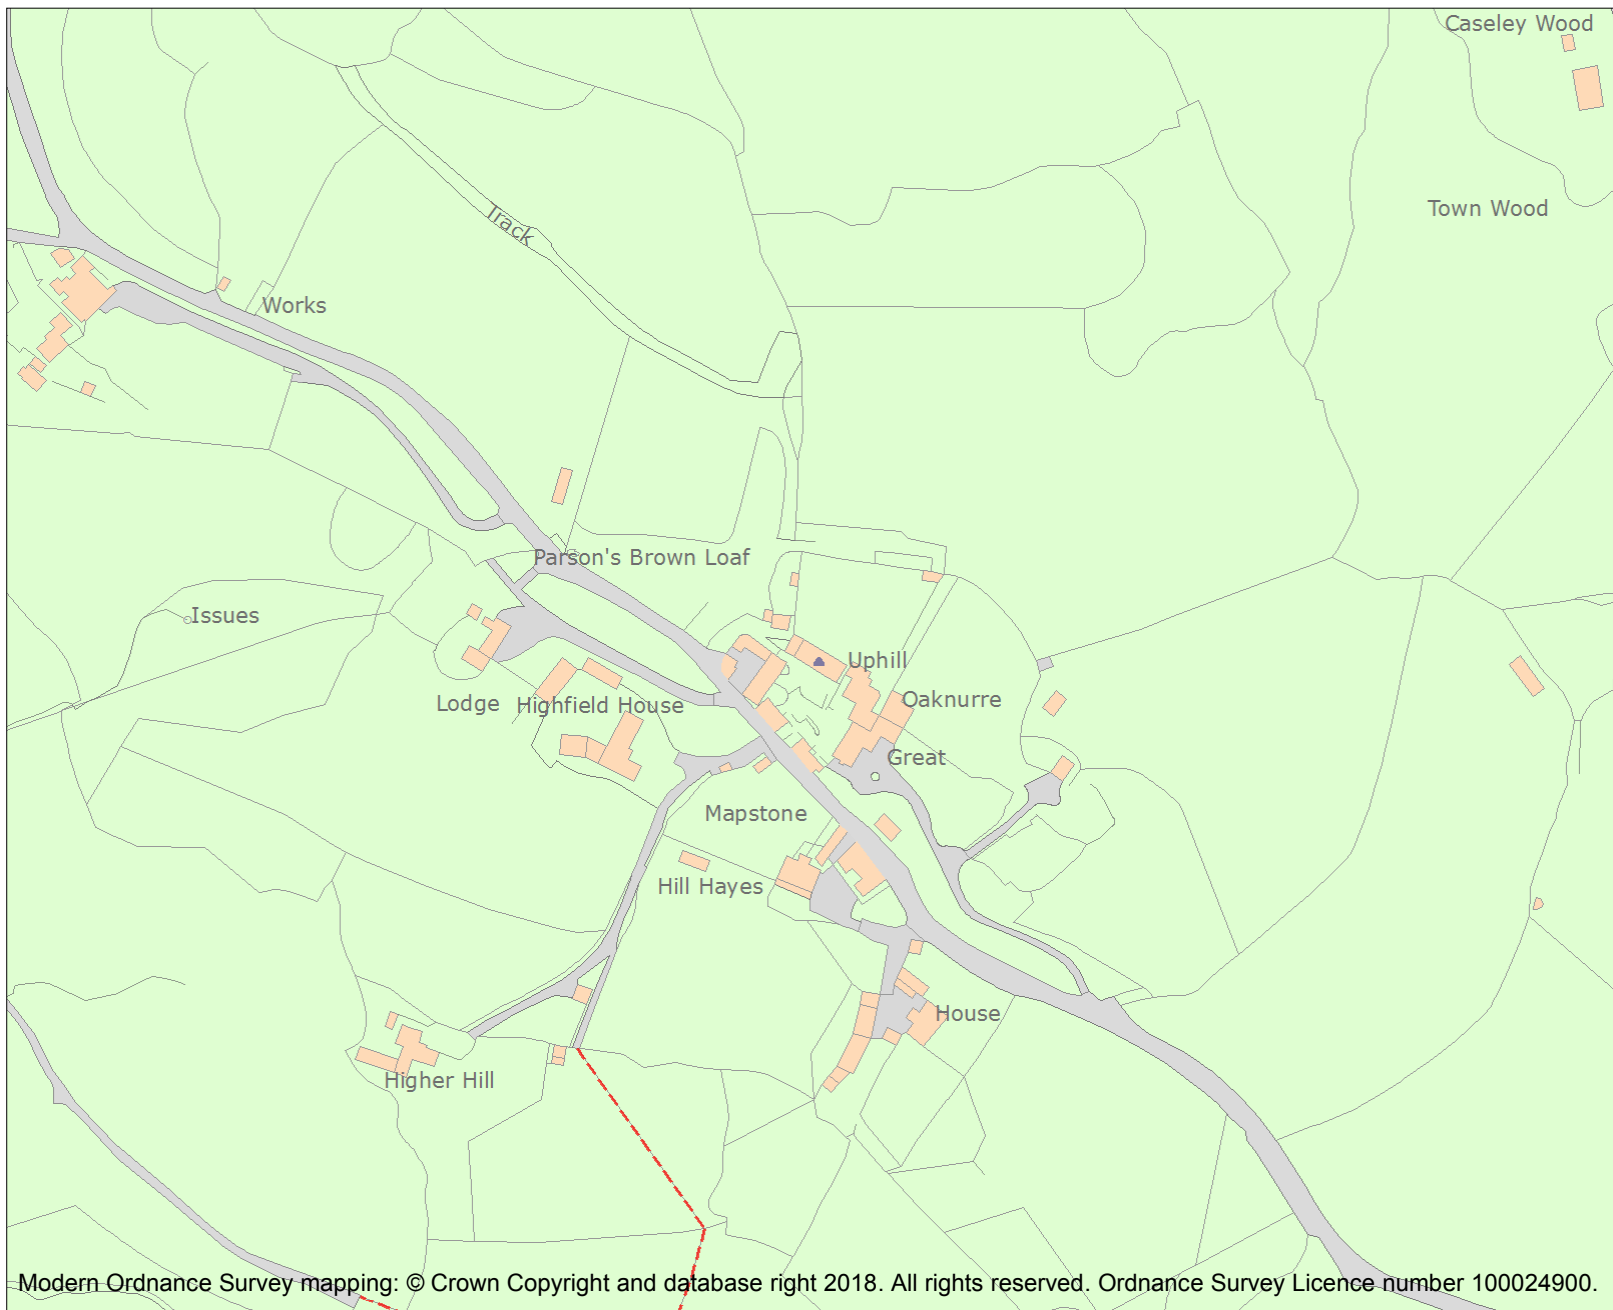 Caseley Wood
Town Wood
Track
Works
Parson's Brown Loaf
Issues
Uphill
Lodge
Highfield House
Oaknurre
Great
Mapstone
Hill Hayes
House
Higher Hill
Modern Ordnance Survey mapping: © Crown Copyright and database right 2018. All rights reserved. Ordnance Survey Licence number 100024900.